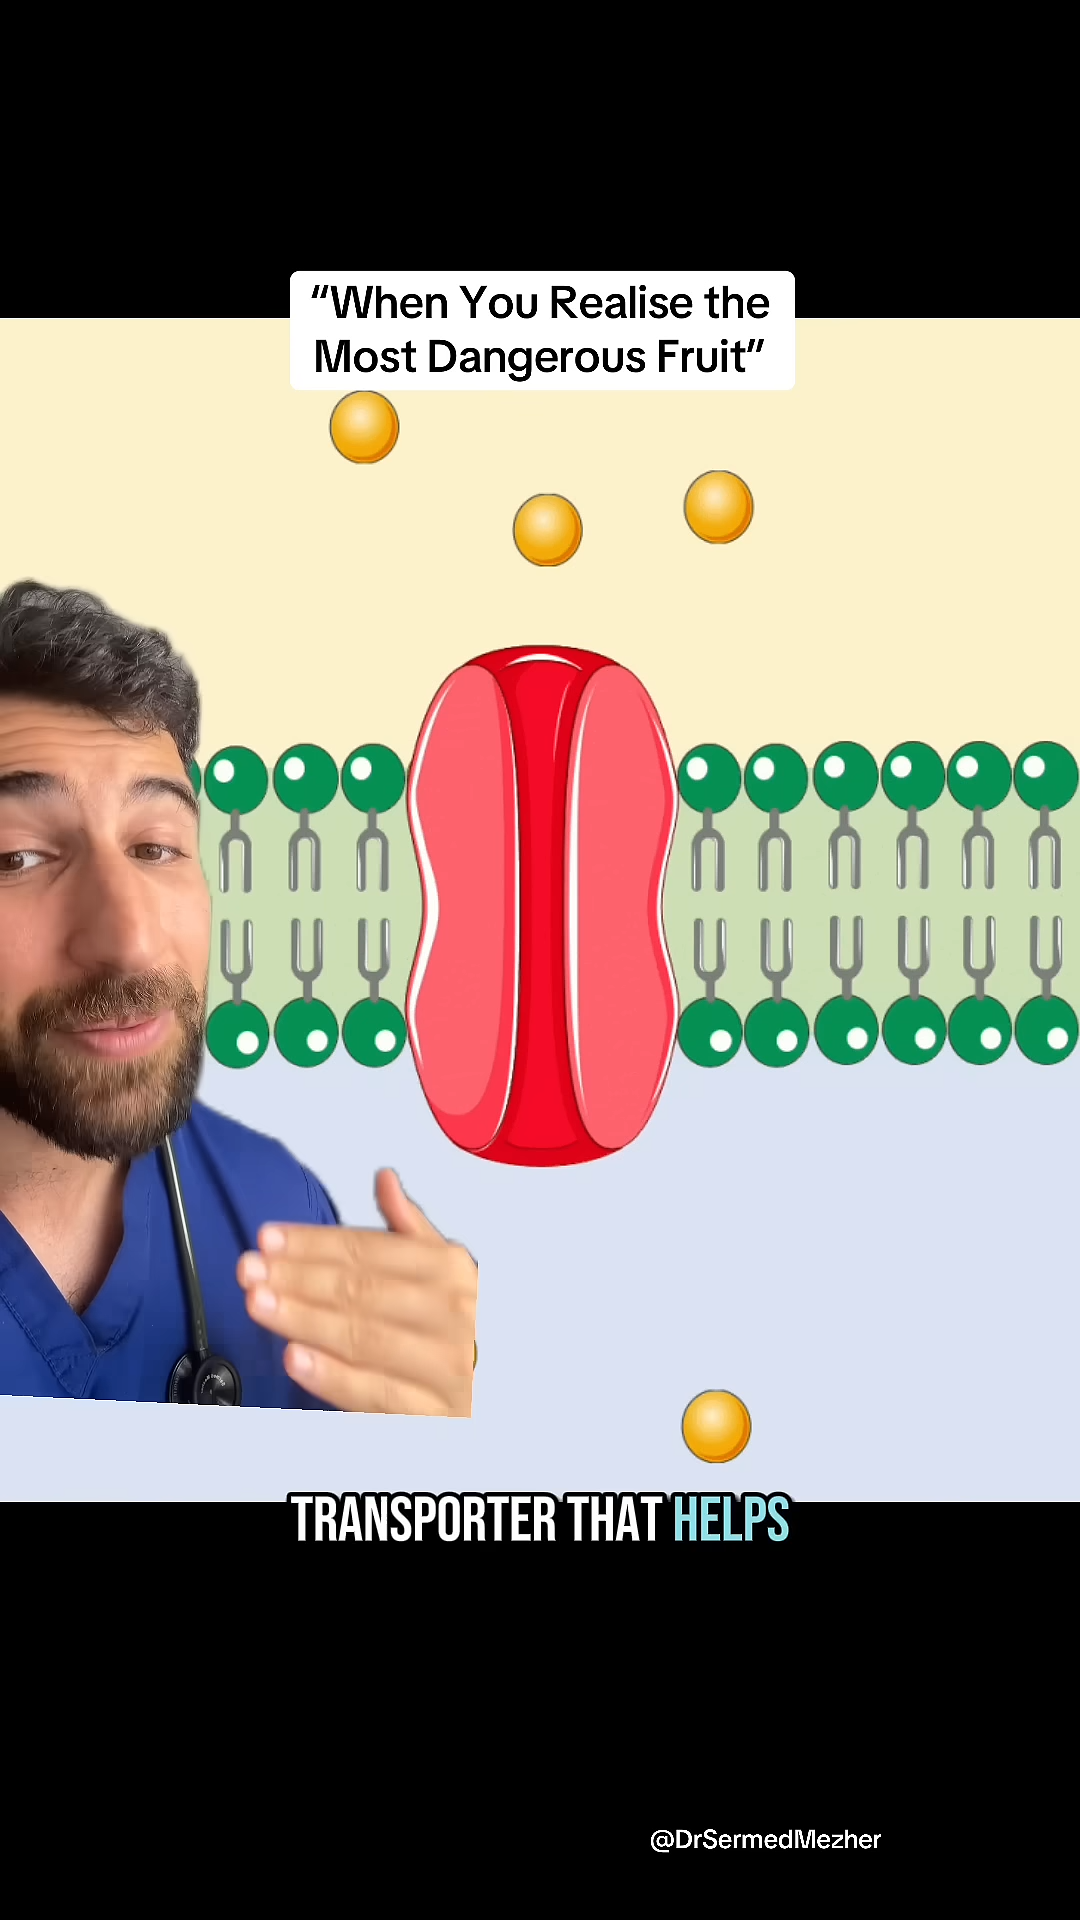 “When You Realise the
Most Dangerous Fruit”
TRANSPORTER THAT HELPS
@DrSermedMezher